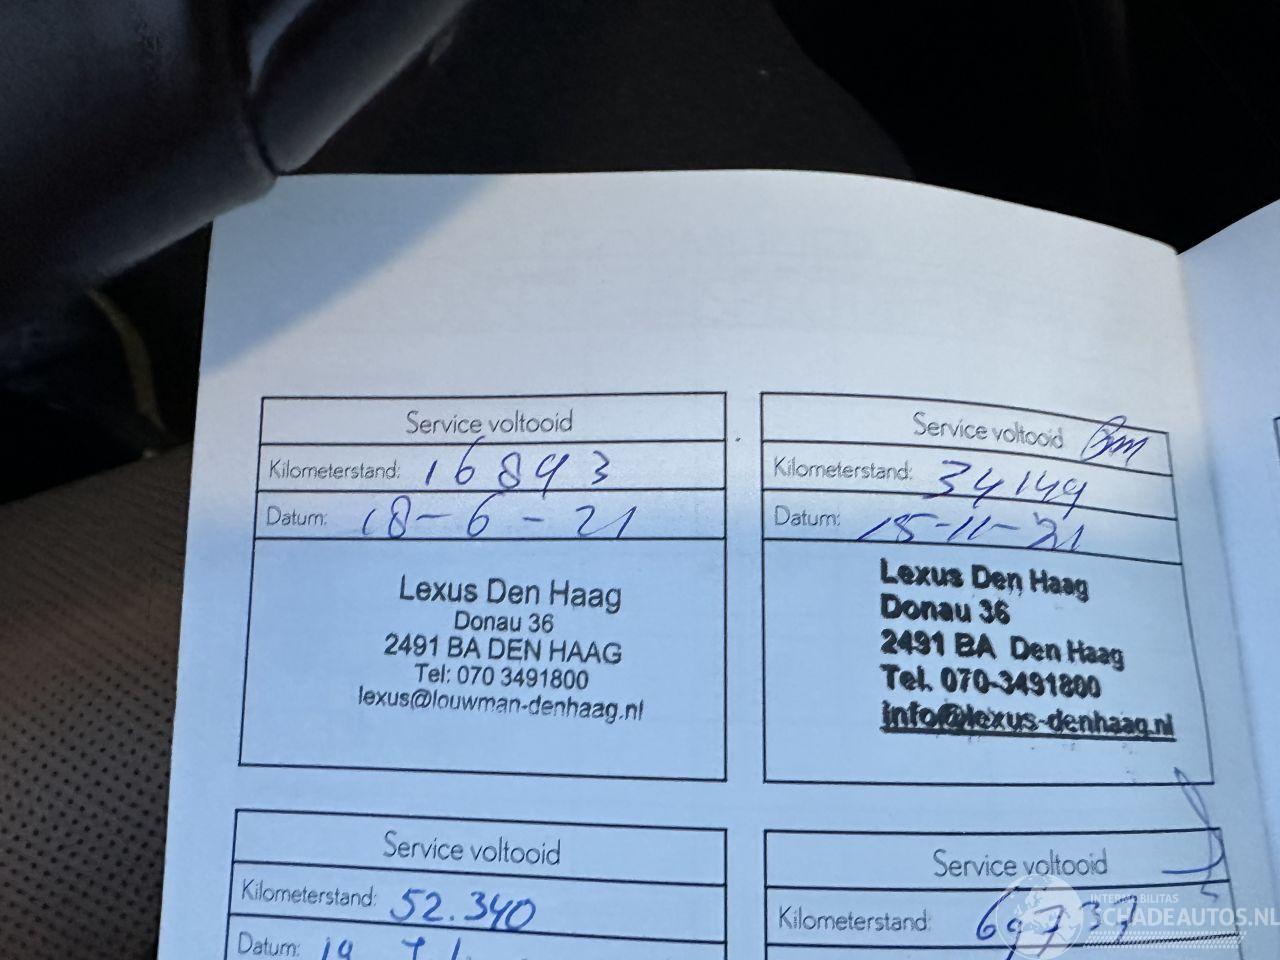 Service voltooid
Kilometerstand: 16893
Datum: 18-6-21
Lexus Den Haag
Donau 36
2491 BA DEN HAAG
Tel: 070 3491800
lexus@louwman-denhaag.nl
Service voltooid
Kilometerstand: 34149
Datum: 15-11-21
Lexus Den Haag
Donau 36
2491 BA Den Haag
Tel. 070-3491800
info@lexus-denhaag.nl
Service voltooid
Kilometerstand: 52.340
Datum:
Service voltooid
Kilometerstand: 69731
SCHADEAUTOS.NL